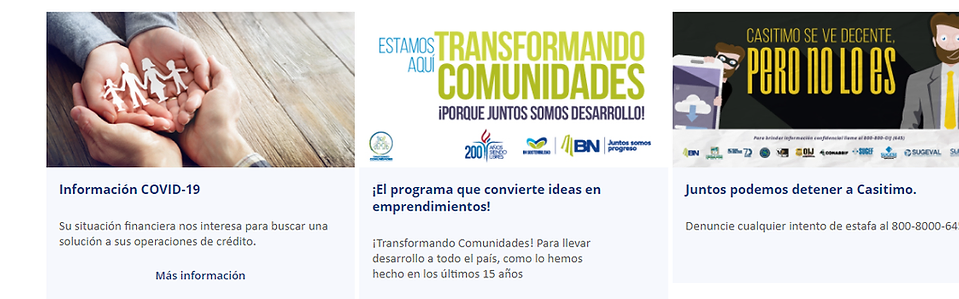 ESTAMOS
AQUÍ
TRANSFORMANDO
COMUNIDADES
¡PORQUE JUNTOS SOMOS DESARROLLO!
200 AÑOS
SIENDO
LIBRES
BN SOSTENIBILIDAD
BN
Juntos somos
progreso
CASITIMO SE VE DECENTE,
PERO NO LO ES
Para brindar información confidencial llame al 800-800-OIJ (645)
BN
OIJ
CONASSIF
SUGEF
SUGEVAL
Información COVID-19
Su situación financiera nos interesa para buscar una
solución a sus operaciones de crédito.
Más información
¡El programa que convierte ideas en
emprendimientos!
¡Transformando Comunidades! Para llevar
desarrollo a todo el país, como lo hemos
hecho en los últimos 15 años
Juntos podemos detener a Casitimo.
Denuncie cualquier intento de estafa al 800-8000-645